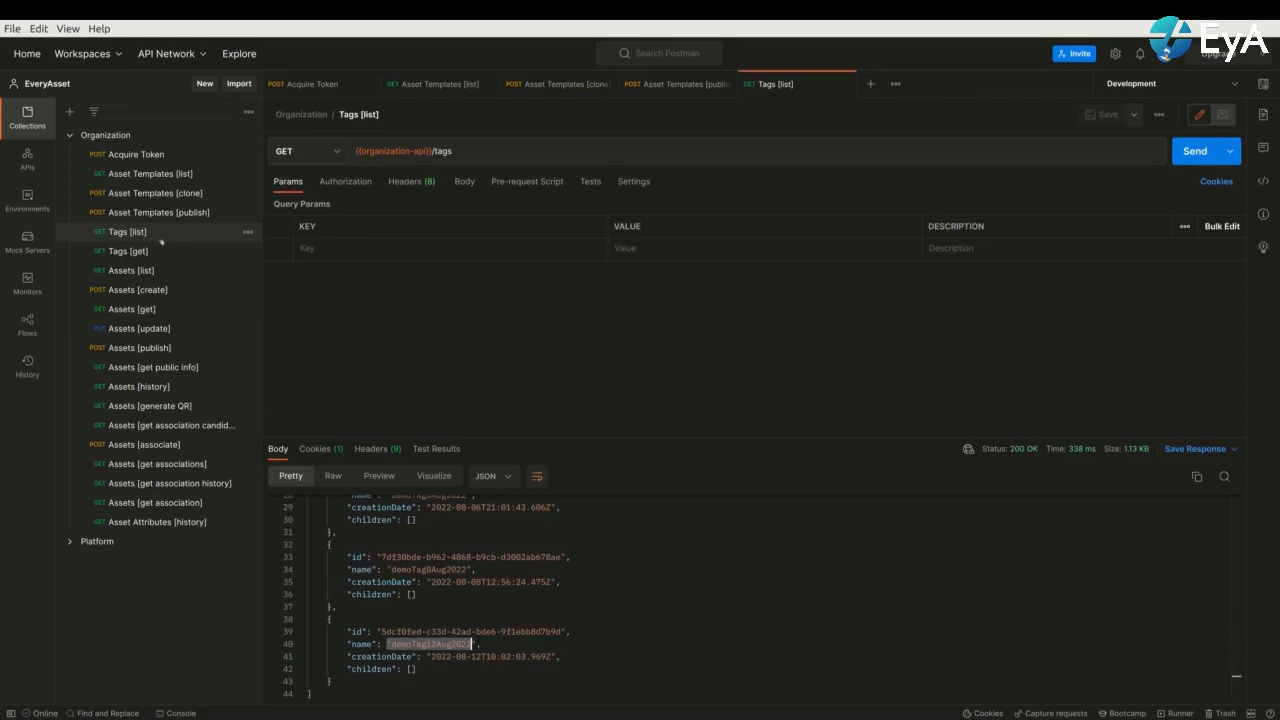 File Edit View Help
Home Workspaces API Network Explore Search Postman Invite Upgrade EyA
EveryAsset New Import POST Acquire Token GET Asset Templates [list] POST Asset Templates [clone] POST Asset Templates [publi GET Tags [list] Development
Collections
APIs
Environments
Mock Servers
Monitors
Flows
History
Organization
POST Acquire Token
GET Asset Templates [list]
POST Asset Templates [clone]
POST Asset Templates [publish]
GET Tags [list]
GET Tags [get]
GET Assets [list]
POST Assets [create]
GET Assets [get]
PUT Assets [update]
POST Assets [publish]
GET Assets [get public info]
GET Assets [history]
GET Assets [generate QR]
GET Assets [get association candid...
POST Assets [associate]
GET Assets [get associations]
GET Assets [get association history]
GET Assets [get association]
GET Asset Attributes [history]
Platform
Organization / Tags [list] Save
GET {{organization-api}}/tags Send
Params Authorization Headers (8) Body Pre-request Script Tests Settings Cookies
Query Params
KEY VALUE DESCRIPTION Bulk Edit
Key Value Description
Body Cookies (1) Headers (9) Test Results Status: 200 OK Time: 338 ms Size: 1.13 KB Save Response
Pretty Raw Preview Visualize JSON
28 "name": "demoTag6Aug2022",
29 "creationDate": "2022-08-06T21:01:43.606Z",
30 "children": []
31 },
32 {
33 "id": "7df30bde-b962-4868-b9cb-d3002ab678ae",
34 "name": "demoTag8Aug2022",
35 "creationDate": "2022-08-08T12:56:24.475Z",
36 "children": []
37 },
38 {
39 "id": "5dcf0fed-c33d-42ad-bde6-9f1ebb8d7b9d",
40 "name": "demoTag12Aug2022",
41 "creationDate": "2022-08-12T10:02:03.969Z",
42 "children": []
43 }
44 ]
Online Find and Replace Console Cookies Capture requests Bootcamp Runner Trash